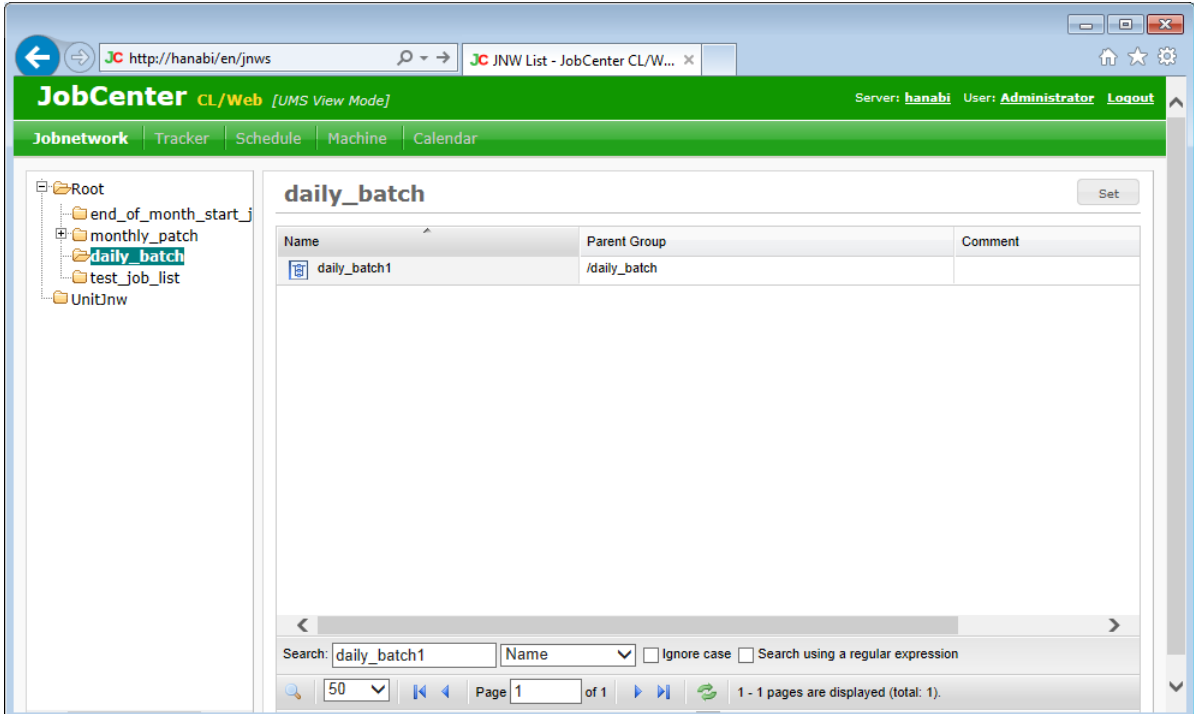 JC http://hanabi/en/jnws
JC JNW List - JobCenter CL/W...
JobCenter CL/Web [UMS View Mode]
Server: hanabi User: Administrator Logout
Jobnetwork Tracker Schedule Machine Calendar
Root
end_of_month_start_j
monthly_patch
daily_batch
test_job_list
UnitJnw
daily_batch
Set
Name Parent Group Comment
daily_batch1 /daily_batch
Search: daily_batch1 Name Ignore case Search using a regular expression
50 Page 1 of 1 1 - 1 pages are displayed (total: 1).